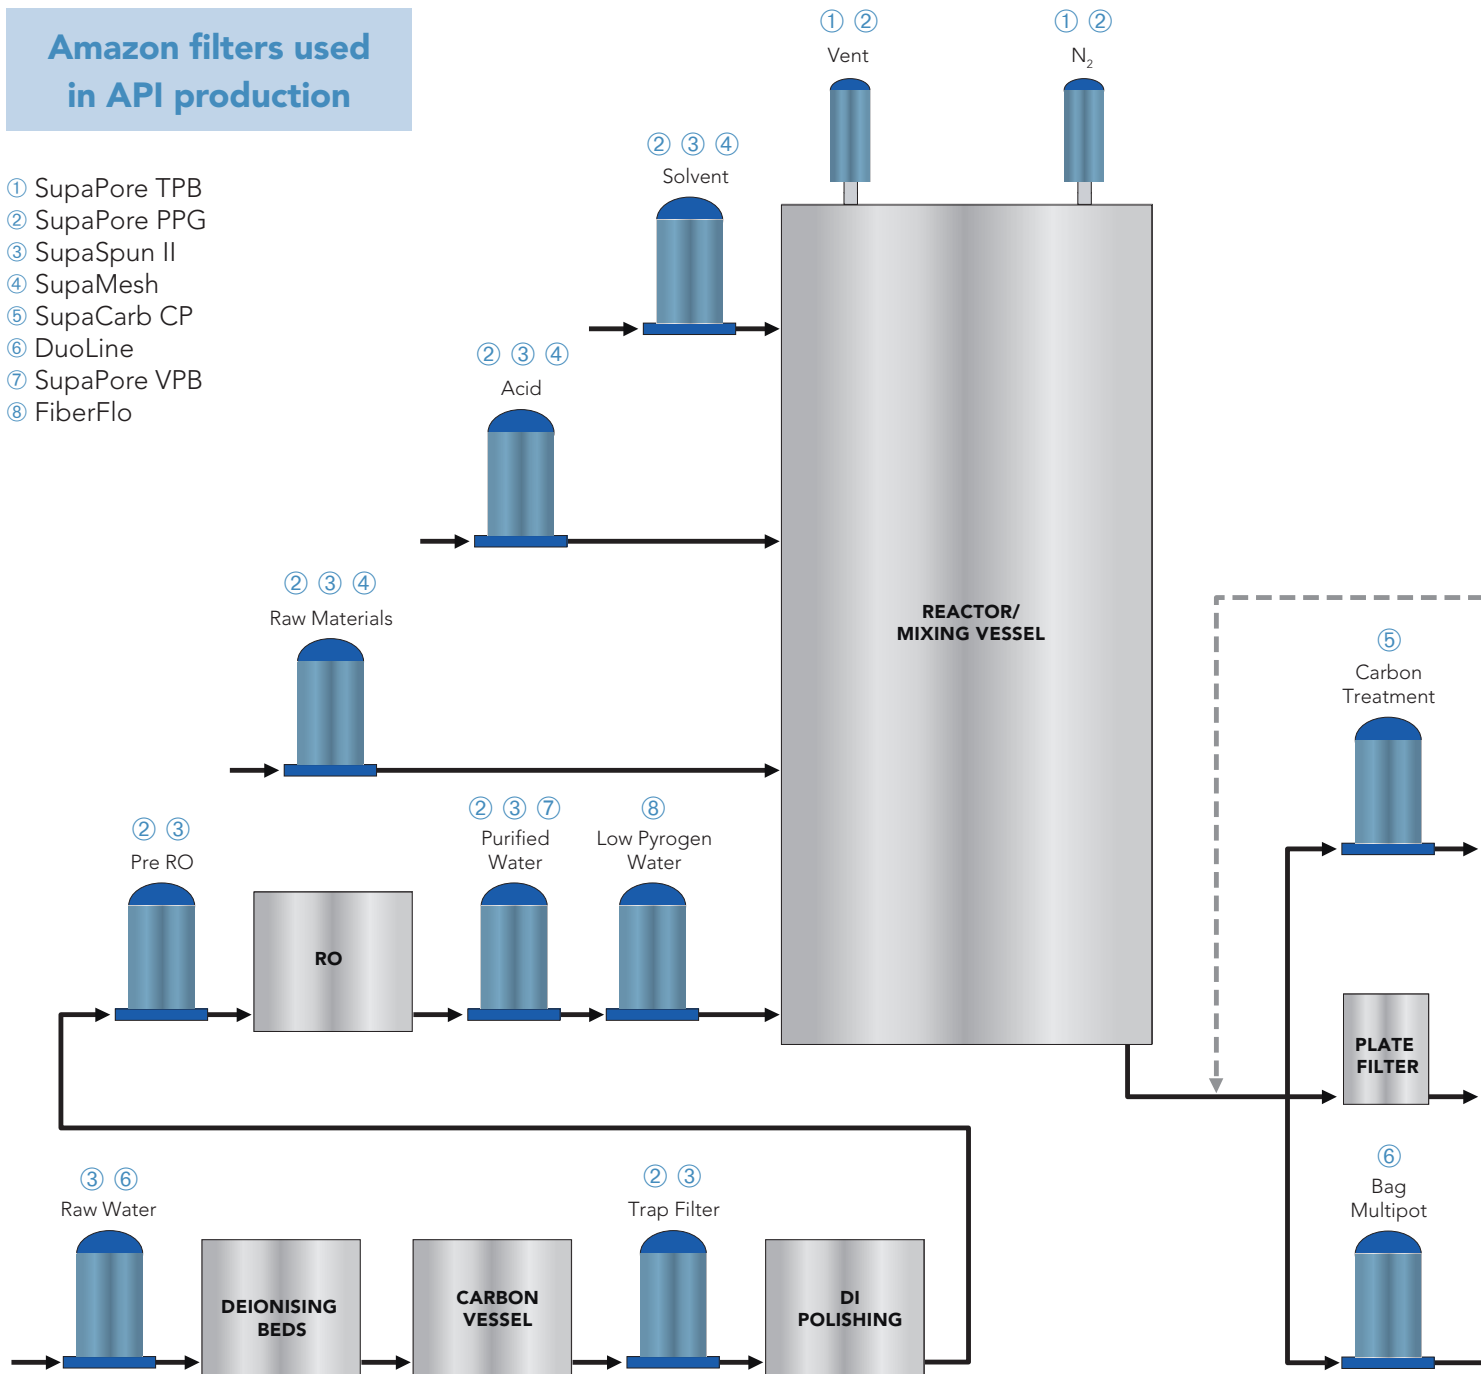 Amazon filters used
in API production
① SupaPore TPB
② SupaPore PPG
③ SupaSpun II
④ SupaMesh
⑤ SupaCarb CP
⑥ DuoLine
⑦ SupaPore VPB
⑧ FiberFlo
① ②
Vent
① ②
N₂
② ③ ④
Solvent
② ③ ④
Acid
② ③ ④
Raw Materials
REACTOR/
MIXING VESSEL
⑤
Carbon
Treatment
② ③
Pre RO
RO
② ③ ⑦
Purified
Water
⑧
Low Pyrogen
Water
PLATE
FILTER
③ ⑥
Raw Water
DEIONISING
BEDS
CARBON
VESSEL
② ③
Trap Filter
DI
POLISHING
⑥
Bag
Multipot